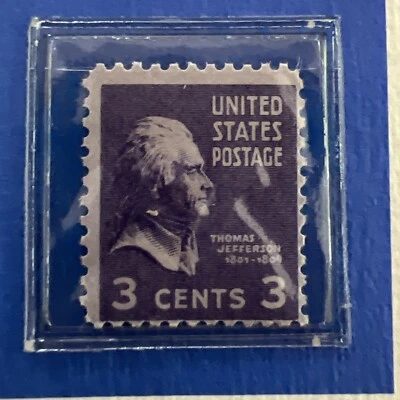 UNITED
STATES
POSTAGE
THOMAS
JEFFERSON
1801-1809
3 CENTS 3